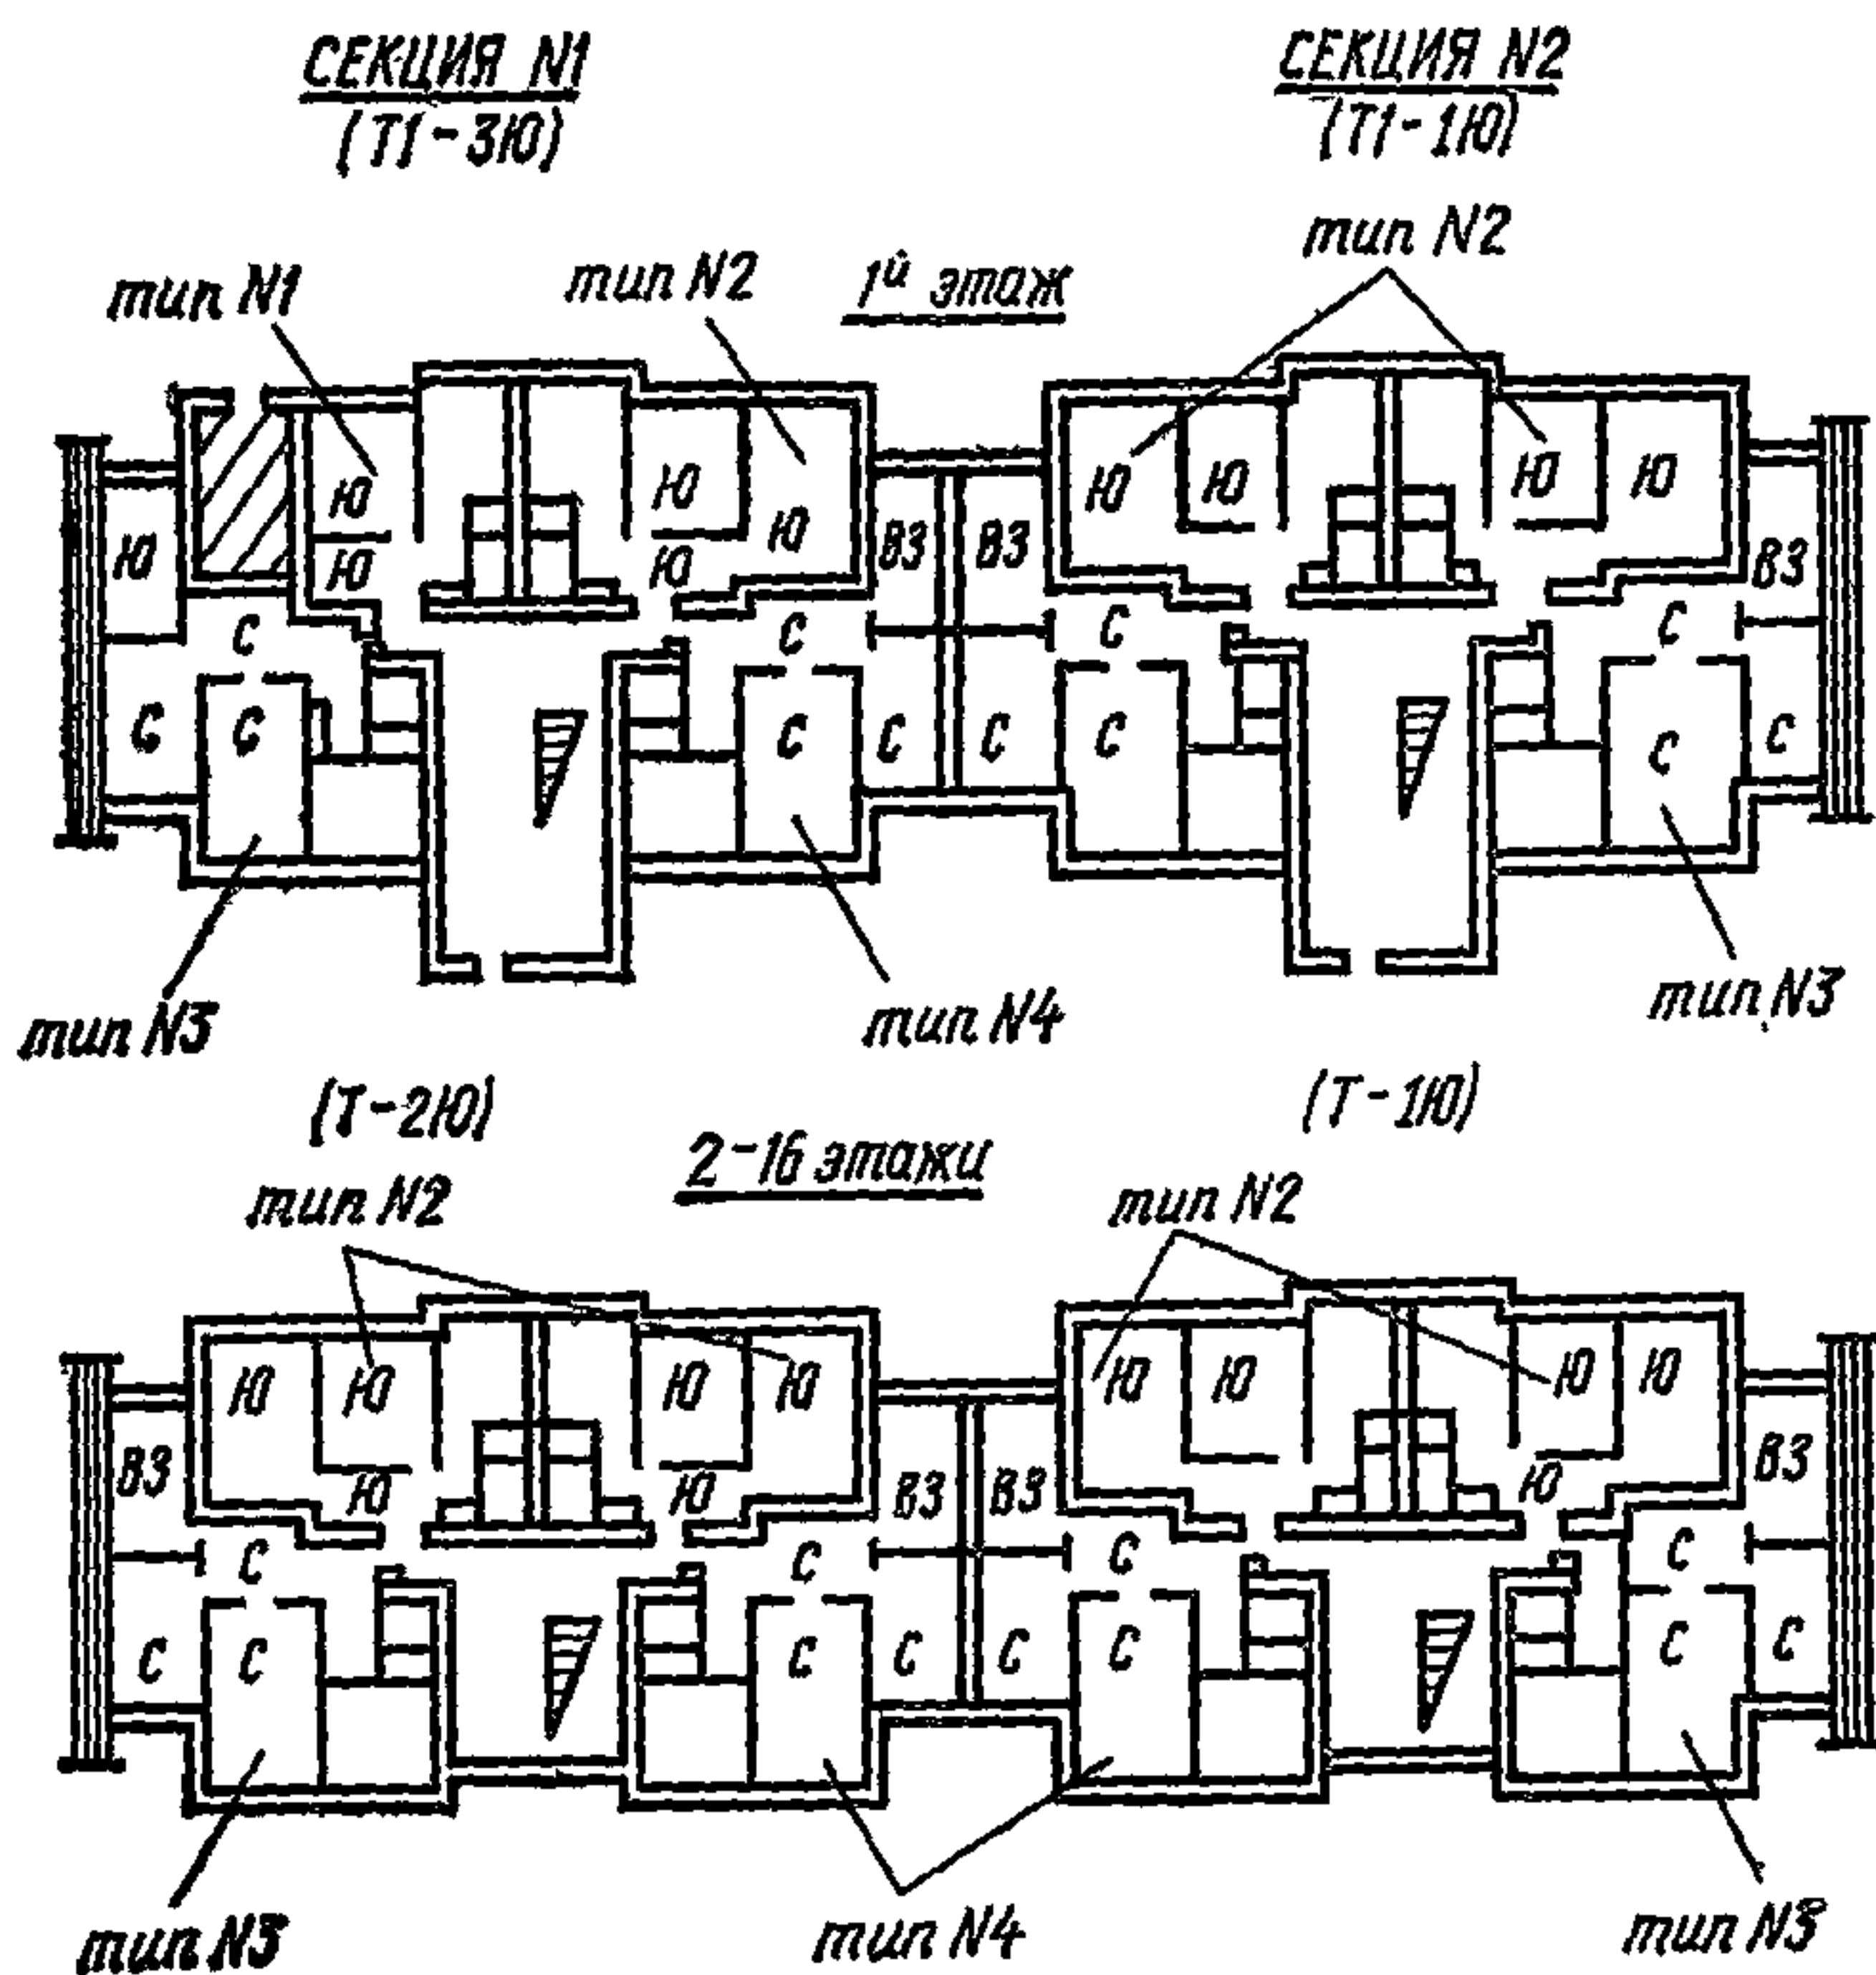 СЕКЦИЯ N1 СЕКЦИЯ N2
(Т1-3Ю) (Т1-1Ю)
тип N2
тип N1 тип N2 1й этаж
Ю Ю Ю Ю Ю Ю
Ю Ю Ю Ю ВЗ ВЗ ВЗ
С С С С
С С С С С С С С
тип N3 тип N4 тип N3
(Т-2Ю) (Т-1Ю)
2-16 этажи
тип N2 тип N2
Ю Ю Ю Ю Ю Ю Ю Ю
ВЗ Ю Ю ВЗ ВЗ Ю ВЗ
С С С С
С С С С С С С С
тип N3 тип N4 тип N3